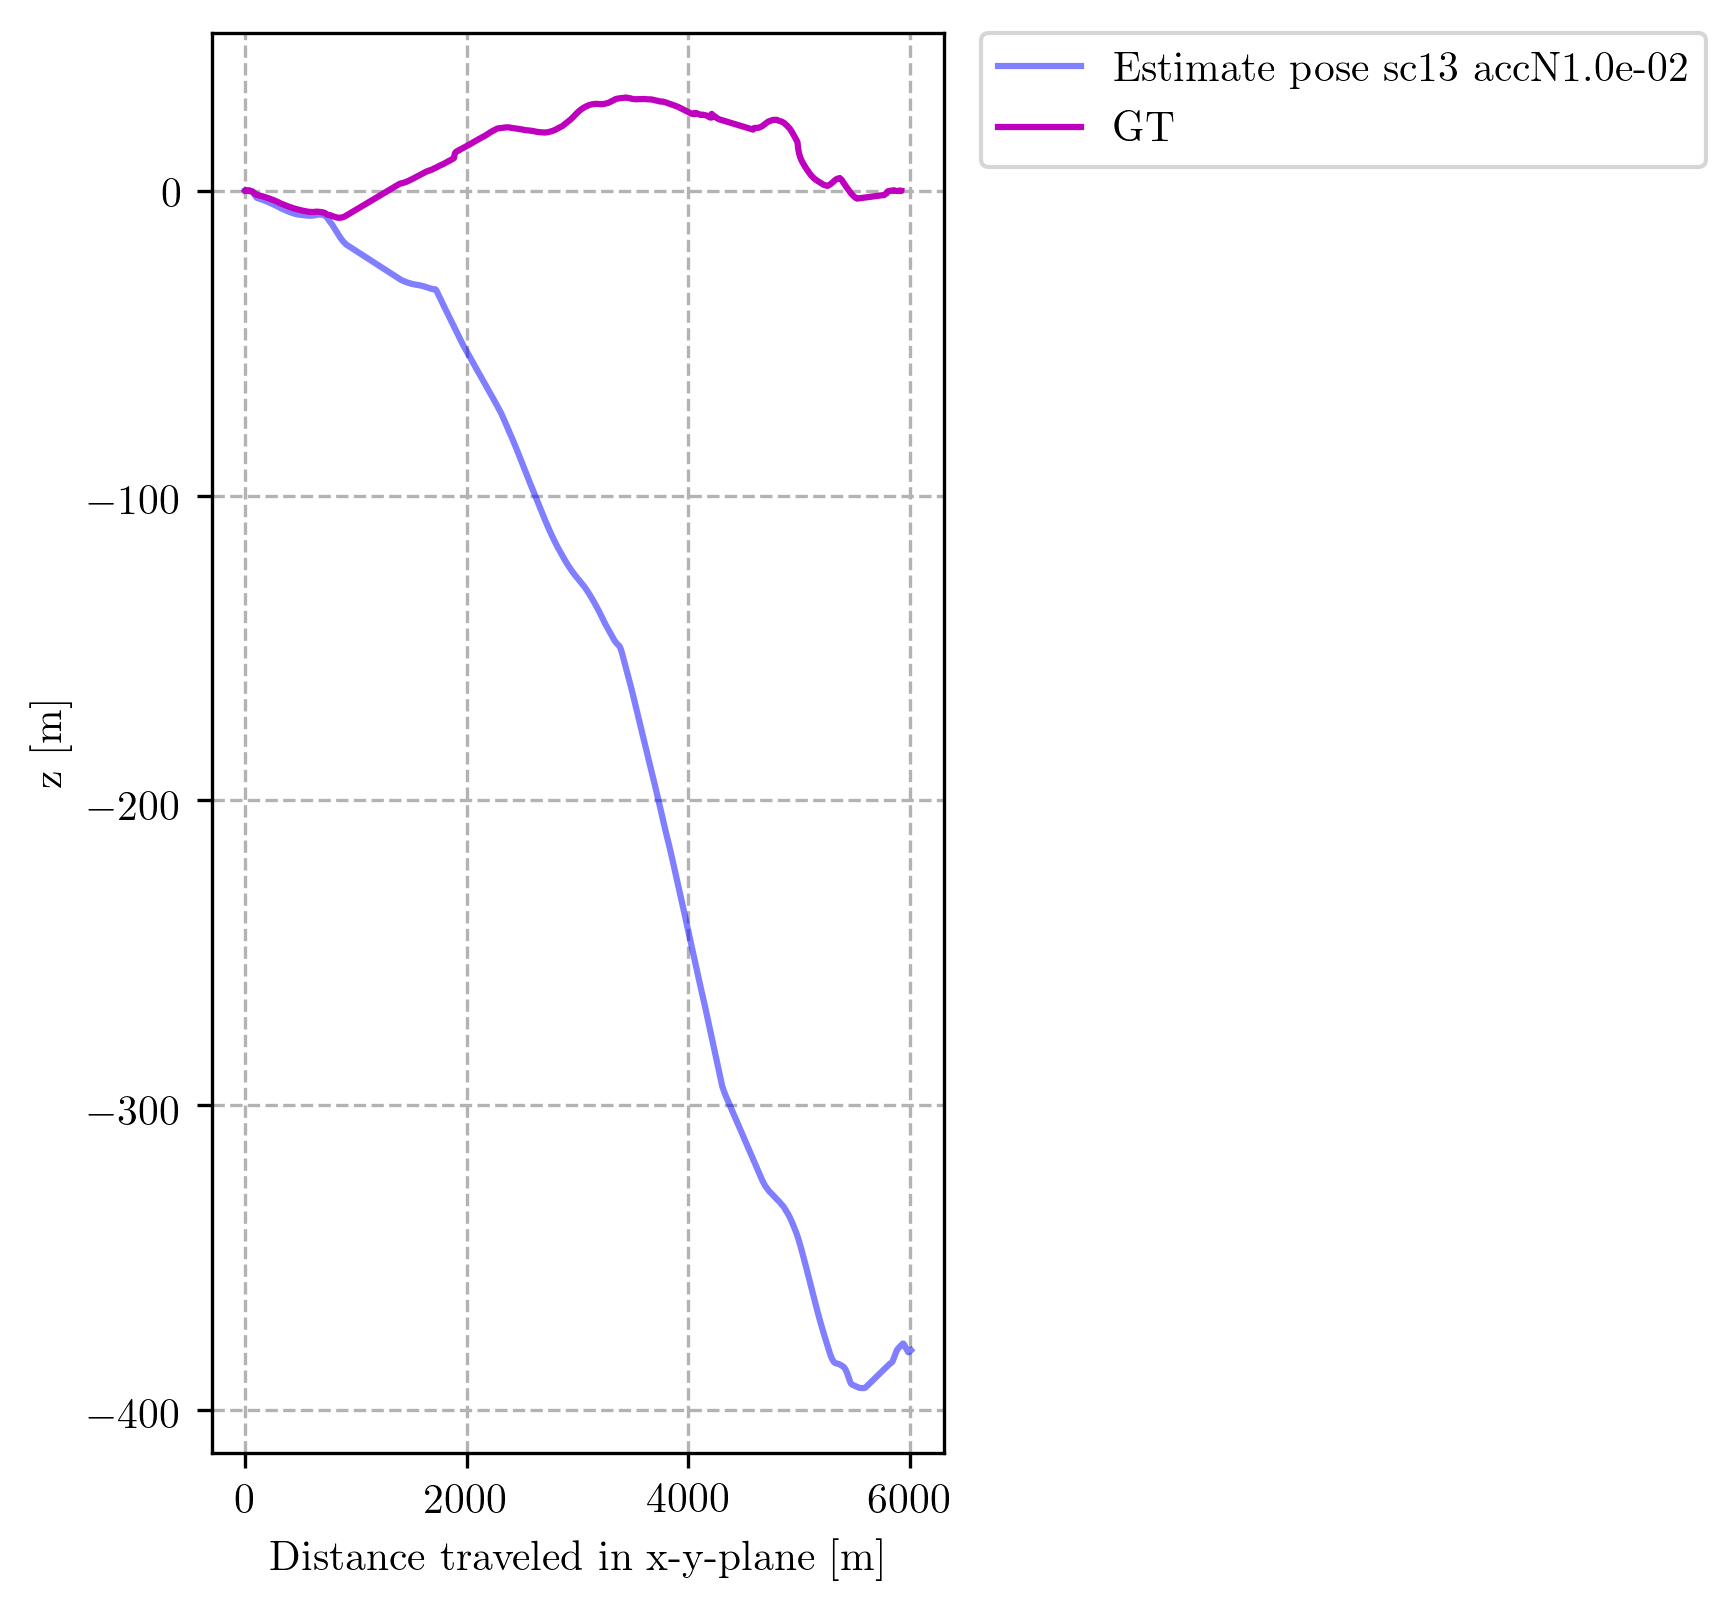 Estimate pose sc13 accN1.0e-02
GT
0
−100
−200
−300
−400
z [m]
0 2000 4000 6000
Distance traveled in x-y-plane [m]